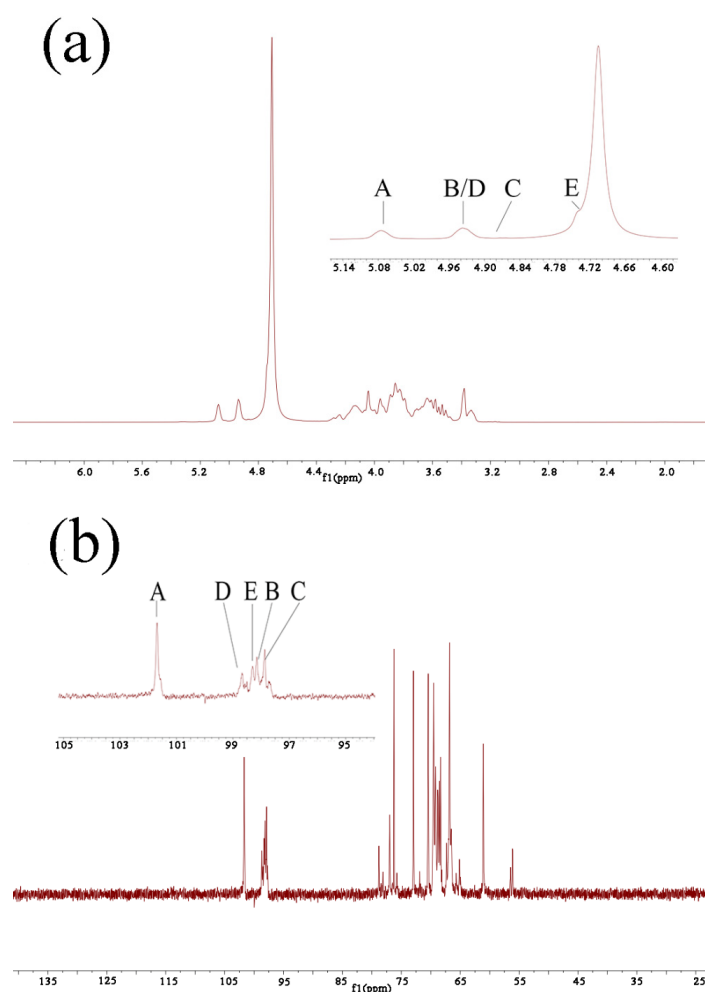 (a)
A B/D C E
5.14 5.08 5.02 4.96 4.90 4.84 4.78 4.72 4.66 4.60
6.0 5.6 5.2 4.8 4.4 4.0 3.6 3.2 2.8 2.4 2.0
f1(ppm)
(b)
A D E B C
105 103 101 99 97 95
135 125 115 105 95 85 75 65 55 45 35 25
f1(ppm)